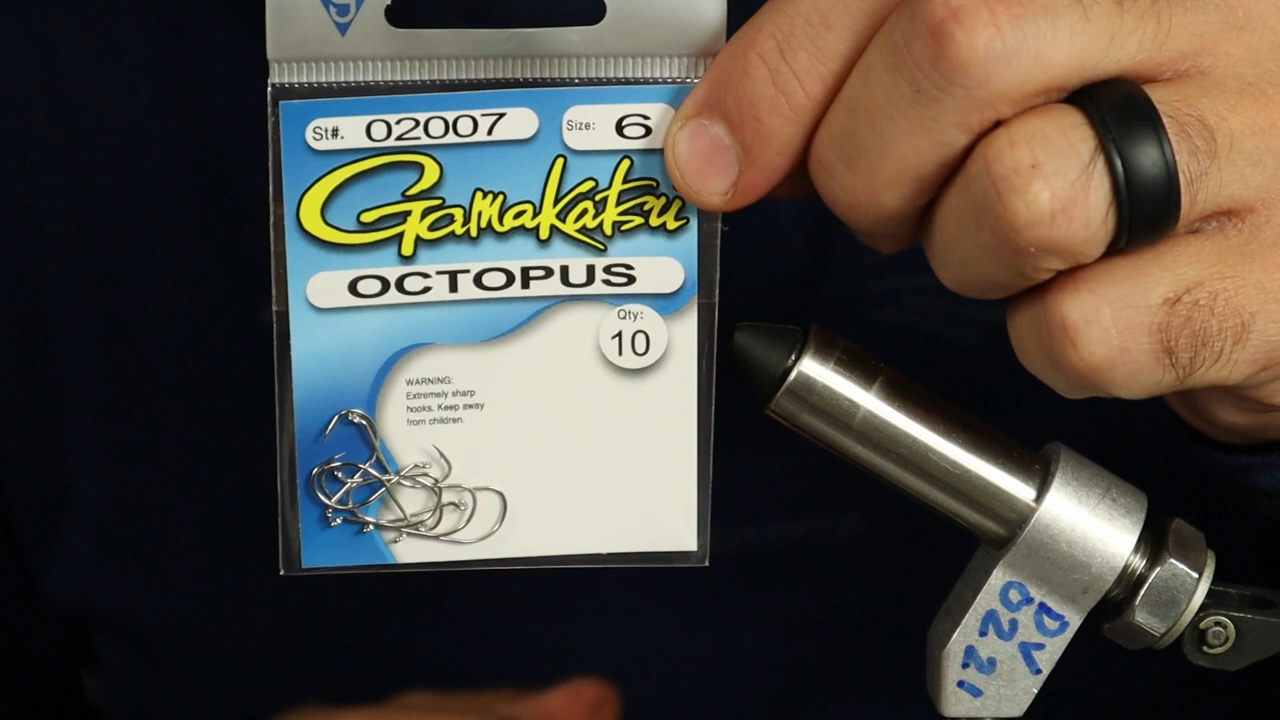 St#. 02007
Size: 6
Gamakatsu
OCTOPUS
Qty:
10
WARNING:
Extremely sharp
hooks. Keep away
from children.
DV
0221